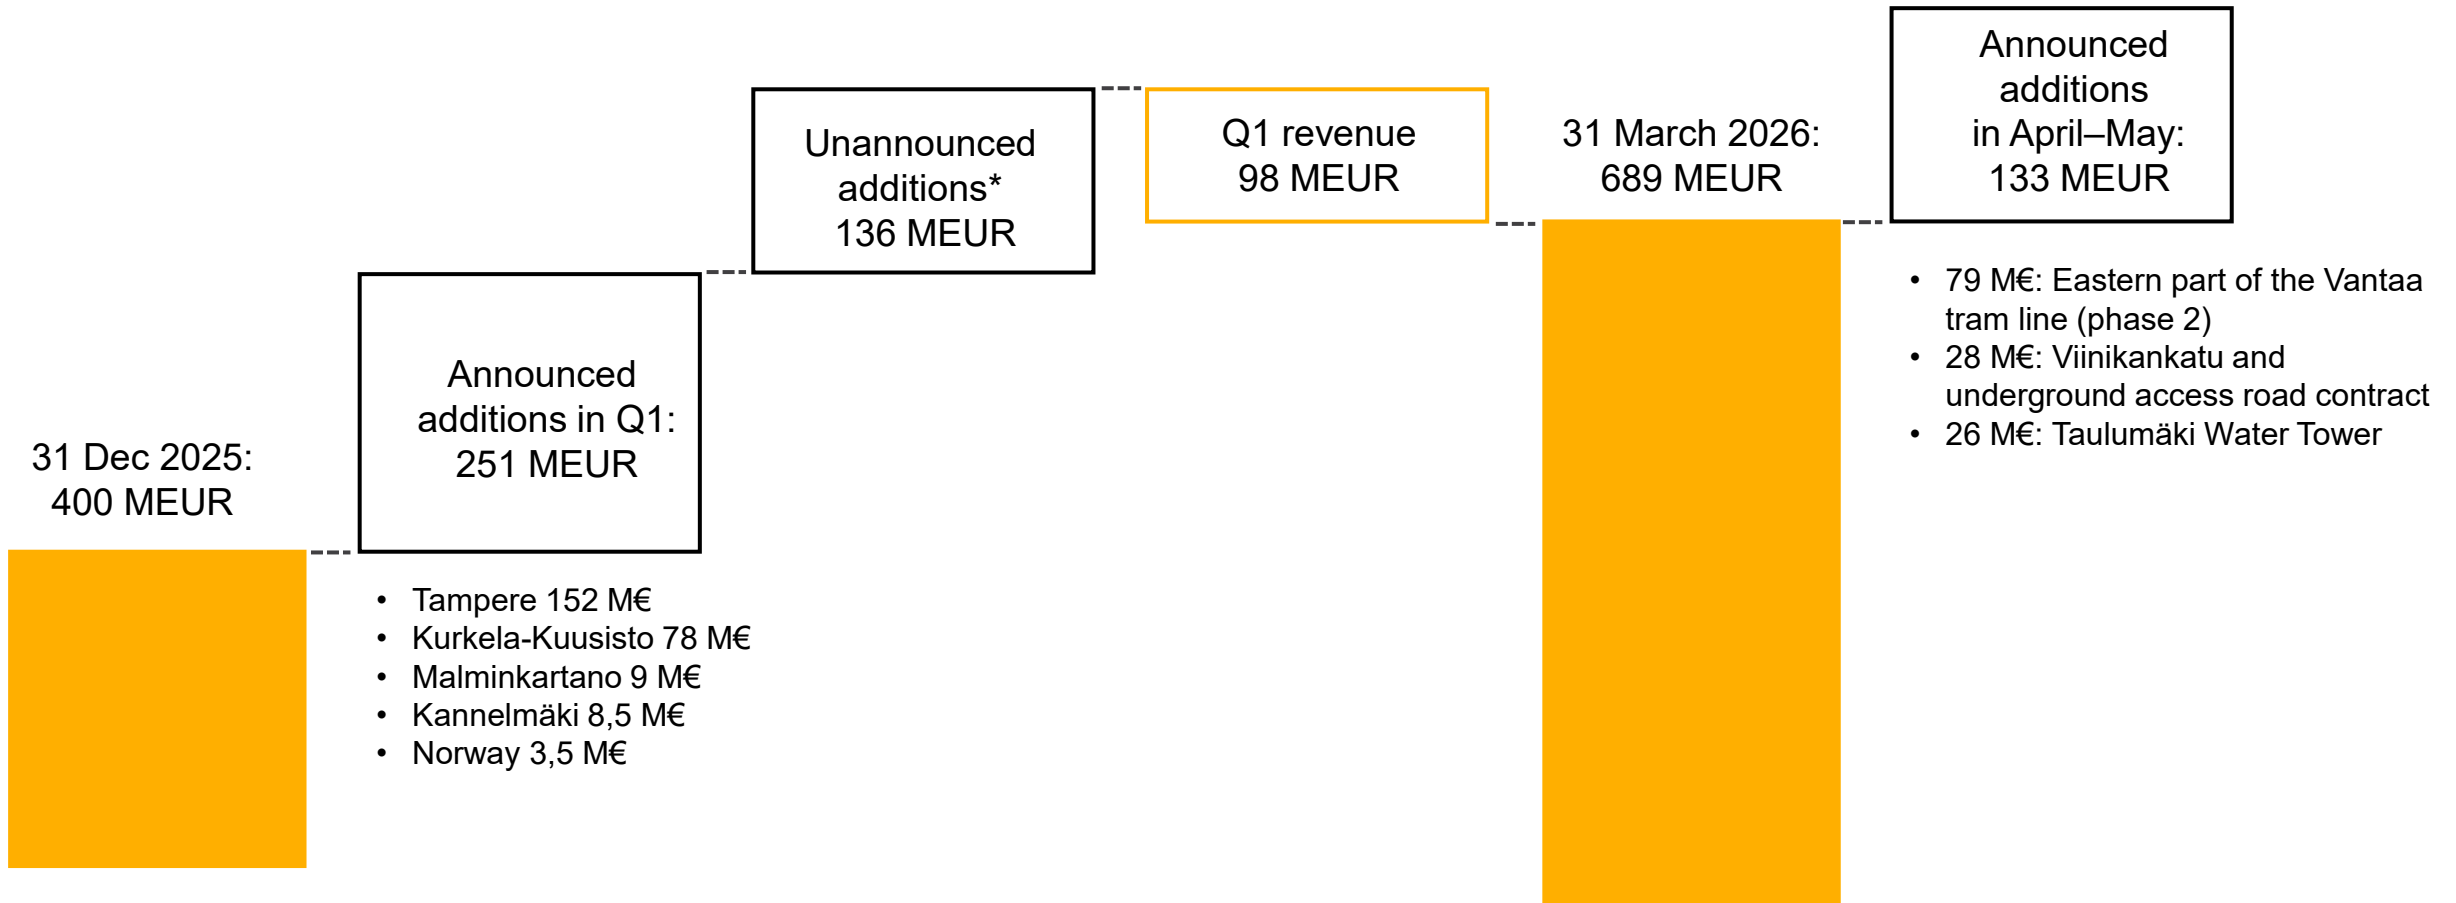 31 Dec 2025:
400 MEUR
Announced
additions in Q1:
251 MEUR
• Tampere 152 M€
• Kurkela-Kuusisto 78 M€
• Malminkartano 9 M€
• Kannelmäki 8,5 M€
• Norway 3,5 M€
Unannounced
additions*
136 MEUR
Q1 revenue
98 MEUR
31 March 2026:
689 MEUR
Announced
additions
in April–May:
133 MEUR
• 79 M€: Eastern part of the Vantaa
tram line (phase 2)
• 28 M€: Viinikankatu and
underground access road contract
• 26 M€: Taulumäki Water Tower